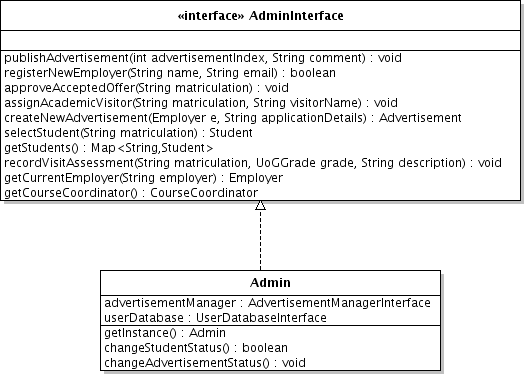 «interface» AdminInterface
publishAdvertisement(int advertisementIndex, String comment) : void
registerNewEmployer(String name, String email) : boolean
approveAcceptedOffer(String matriculation) : void
assignAcademicVisitor(String matriculation, String visitorName) : void
createNewAdvertisement(Employer e, String applicationDetails) : Advertisement
selectStudent(String matriculation) : Student
getStudents() : Map<String,Student>
recordVisitAssessment(String matriculation, UoGGrade grade, String description) : void
getCurrentEmployer(String employer) : Employer
getCourseCoordinator() : CourseCoordinator
Admin
advertisementManager : AdvertisementManagerInterface
userDatabase : UserDatabaseInterface
getInstance() : Admin
changeStudentStatus() : boolean
changeAdvertisementStatus() : void